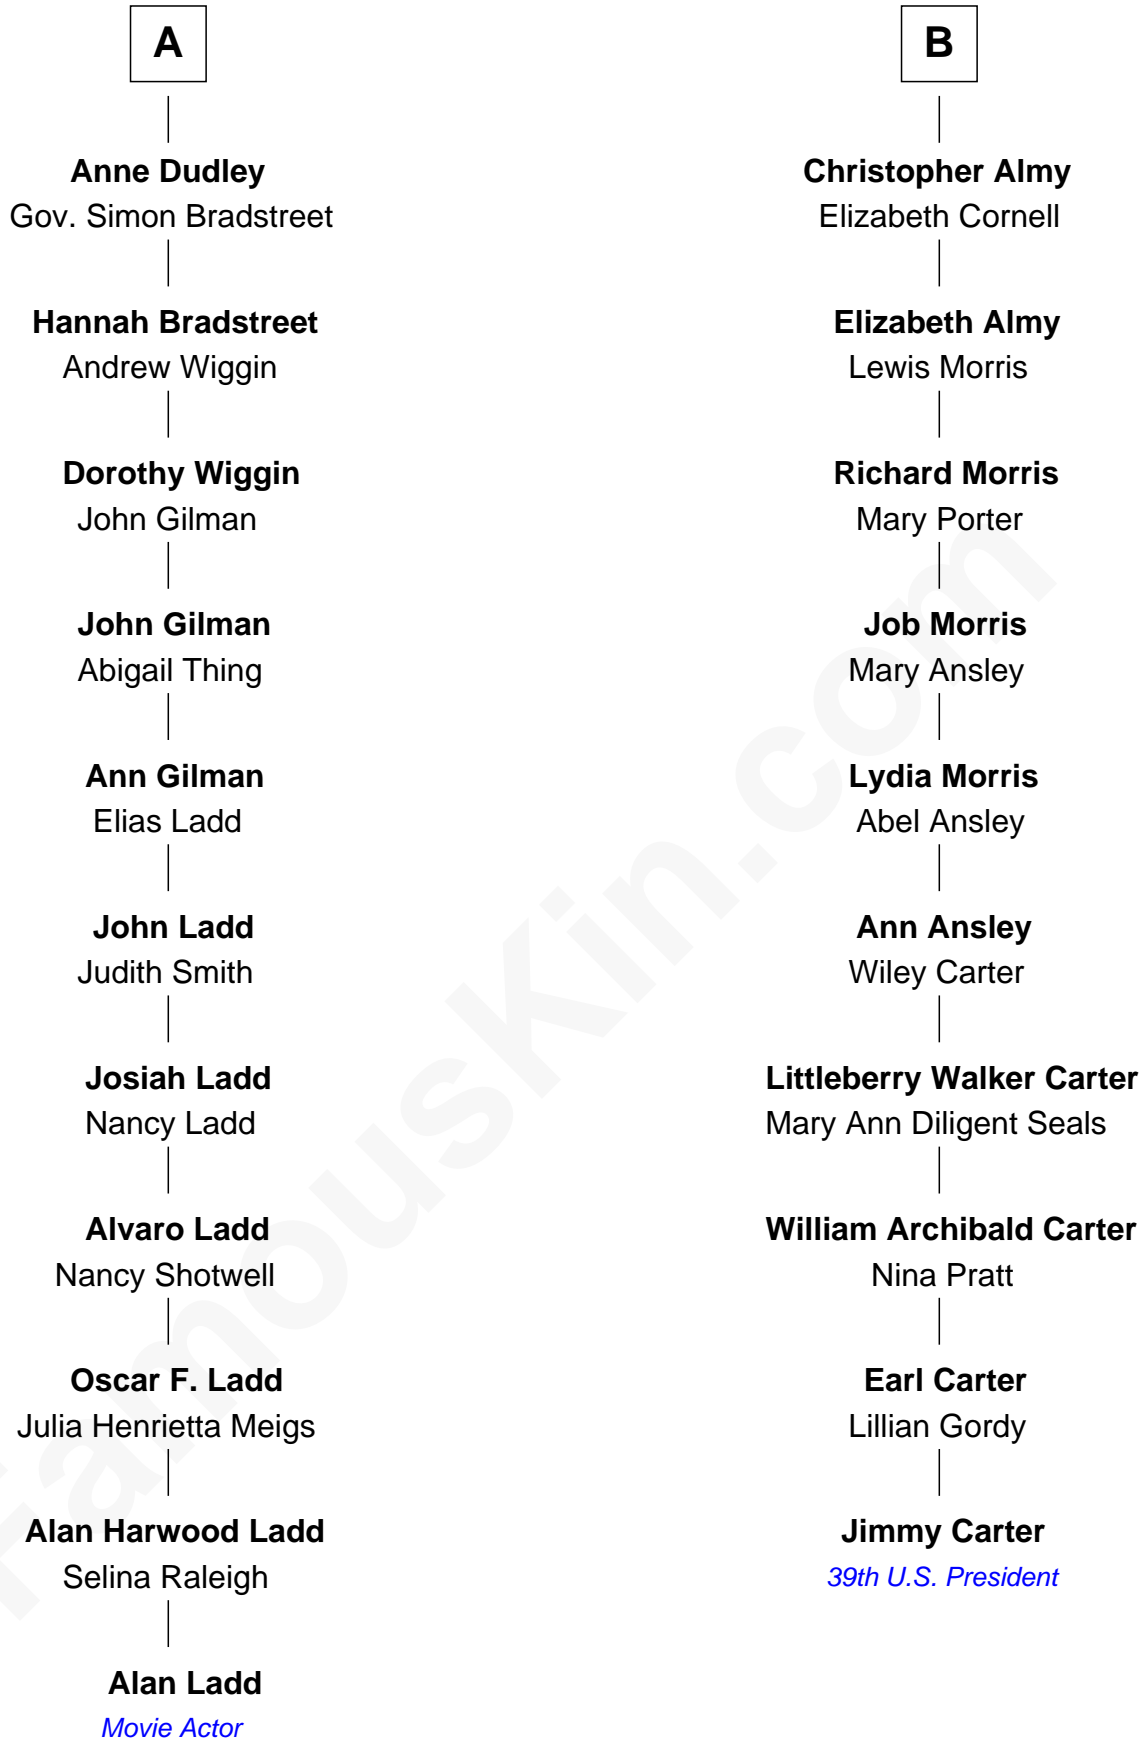 A
Anne Dudley
Gov. Simon Bradstreet
Hannah Bradstreet
Andrew Wiggin
Dorothy Wiggin
John Gilman
John Gilman
Abigail Thing
Ann Gilman
Elias Ladd
John Ladd
Judith Smith
Josiah Ladd
Nancy Ladd
Alvaro Ladd
Nancy Shotwell
Oscar F. Ladd
Julia Henrietta Meigs
Alan Harwood Ladd
Selina Raleigh
Alan Ladd
Movie Actor
B
Christopher Almy
Elizabeth Cornell
Elizabeth Almy
Lewis Morris
Richard Morris
Mary Porter
Job Morris
Mary Ansley
Lydia Morris
Abel Ansley
Ann Ansley
Wiley Carter
Littleberry Walker Carter
Mary Ann Diligent Seals
William Archibald Carter
Nina Pratt
Earl Carter
Lillian Gordy
Jimmy Carter
39th U.S. President
FamousKin.com